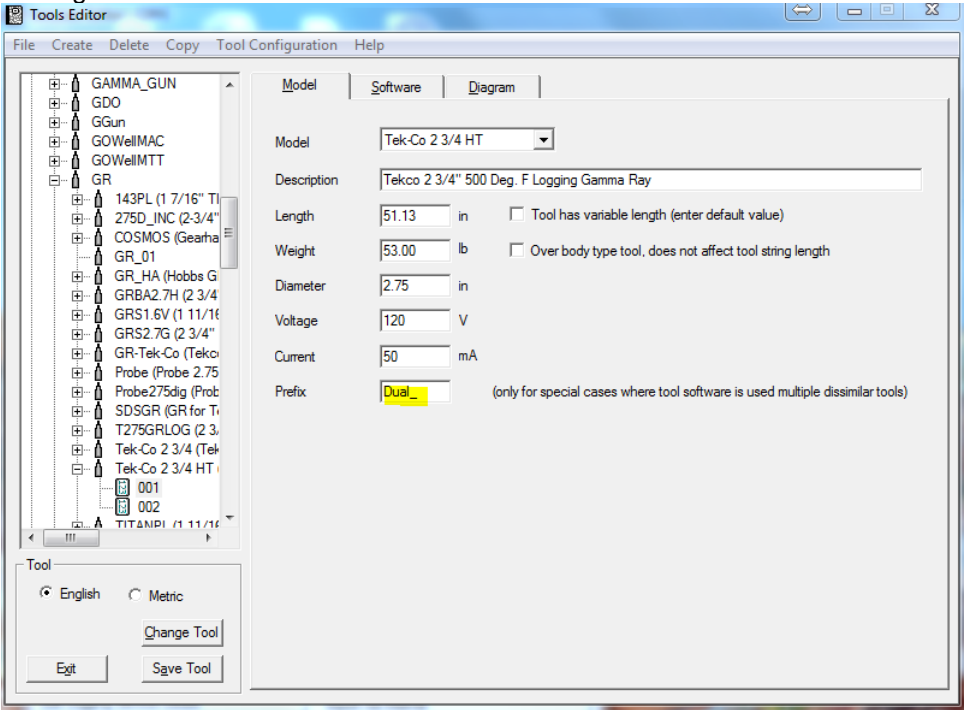 Tools Editor
File Create Delete Copy Tool Configuration Help
GAMMA_GUN
GDO
GGun
GOWellMAC
GOWellMTT
GR
143PL (1 7/16" T
275D_INC (2-3/4"
COSMOS (Gearha
GR_01
GR_HA (Hobbs G
GRBA2.7H (2 3/4
GRS1.6V (1 11/16
GRS2.7G (2 3/4"
GR-Tek-Co (Tekco
Probe (Probe 2.75
Probe275dig (Prob
SDSGR (GR for T
T275GRLOG (2 3
Tek-Co 2 3/4 (Tek
Tek-Co 2 3/4 HT (
001
002
TITANPL (1 11/16
Tool
English Metric
Change Tool
Exit Save Tool
Model Software Diagram
Model Tek-Co 2 3/4 HT
Description Tekco 2 3/4" 500 Deg. F Logging Gamma Ray
Length 51.13 in Tool has variable length (enter default value)
Weight 53.00 lb Over body type tool, does not affect tool string length
Diameter 2.75 in
Voltage 120 V
Current 50 mA
Prefix Dual_ (only for special cases where tool software is used multiple dissimilar tools)